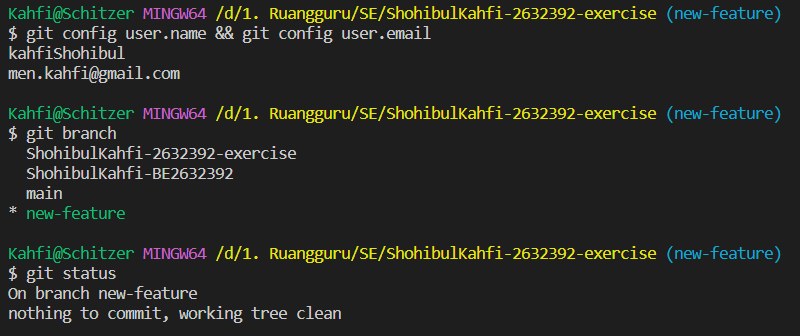 Kahfi@Schitzer MINGW64 /d/1. Ruangguru/SE/ShohibulKahfi-2632392-exercise (new-feature)
$ git config user.name && git config user.email
kahfiShohibul
men.kahfi@gmail.com
Kahfi@Schitzer MINGW64 /d/1. Ruangguru/SE/ShohibulKahfi-2632392-exercise (new-feature)
$ git branch
  ShohibulKahfi-2632392-exercise
  ShohibulKahfi-BE2632392
  main
* new-feature
Kahfi@Schitzer MINGW64 /d/1. Ruangguru/SE/ShohibulKahfi-2632392-exercise (new-feature)
$ git status
On branch new-feature
nothing to commit, working tree clean